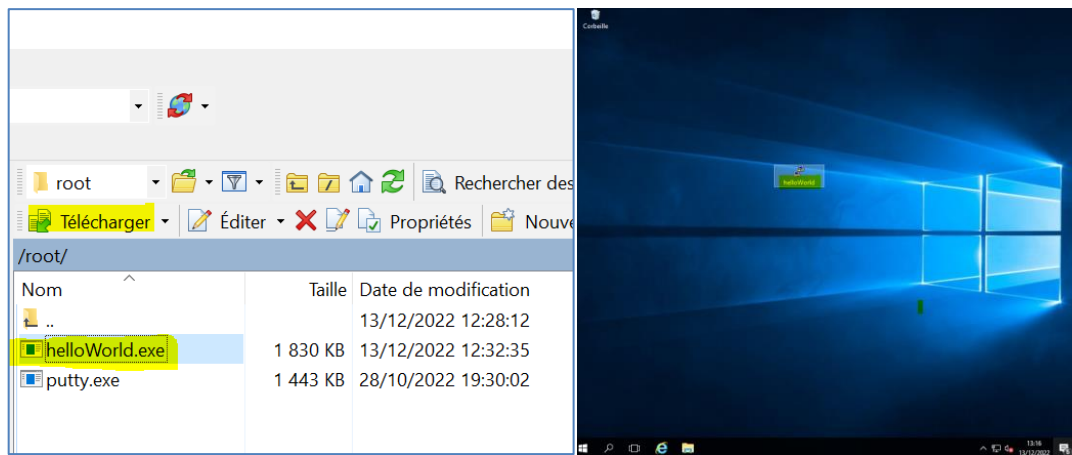 root
Rechercher des
Télécharger
Éditer
Propriétés
Nouve
/root/
Nom Taille Date de modification
.. 13/12/2022 12:28:12
helloWorld.exe 1 830 KB 13/12/2022 12:32:35
putty.exe 1 443 KB 28/10/2022 19:30:02
Corbeille
helloWorld
13:16
13/12/2022